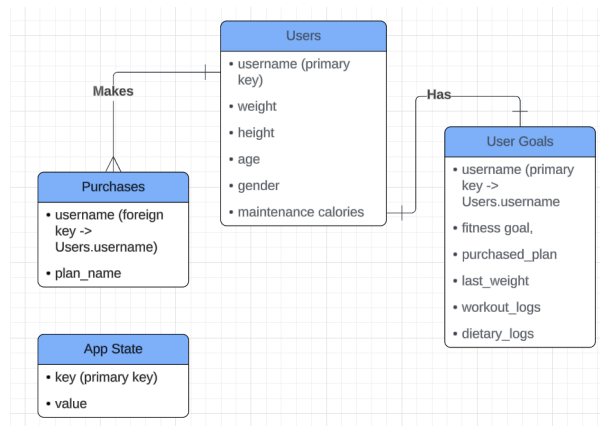 Users
• username (primary
key)
• weight
• height
• age
• gender
• maintenance calories
Makes
Has
Purchases
• username (foreign
key ->
Users.username)
• plan_name
User Goals
• username (primary
key ->
Users.username
• fitness goal,
• purchased_plan
• last_weight
• workout_logs
• dietary_logs
App State
• key (primary key)
• value